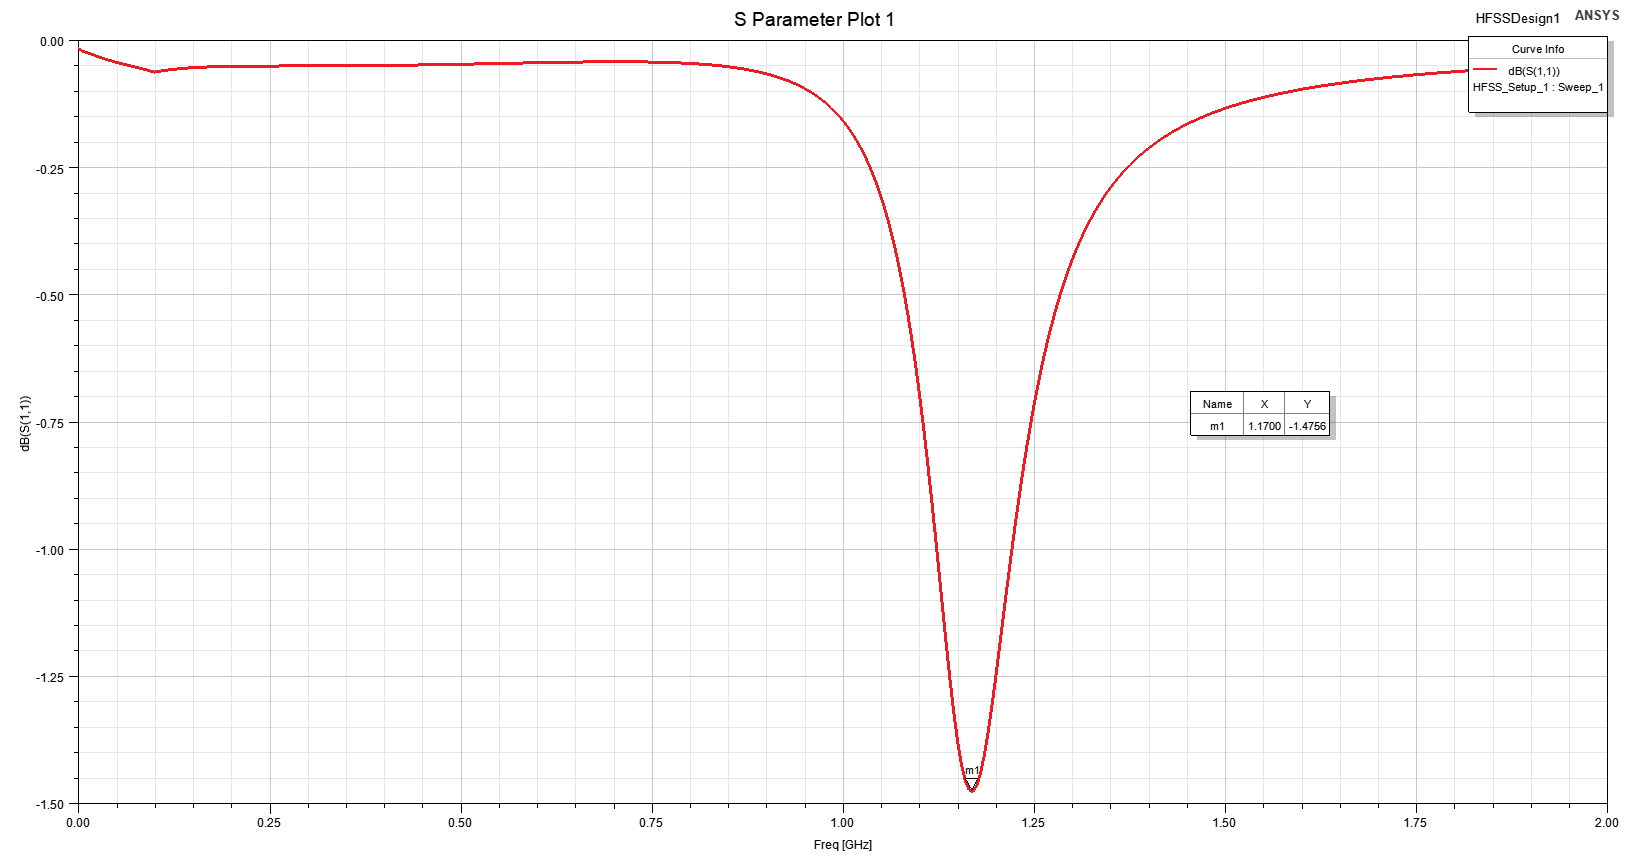 S Parameter Plot 1
HFSSDesign1
ANSYS
Curve Info
dB(S(1,1))
HFSS_Setup_1 : Sweep_1
0.00
-0.25
-0.50
-0.75
-1.00
-1.25
-1.50
dB(S(1,1))
Name X Y
m1 1.1700 -1.4756
m1
0.00 0.25 0.50 0.75 1.00 1.25 1.50 1.75 2.00
Freq [GHz]